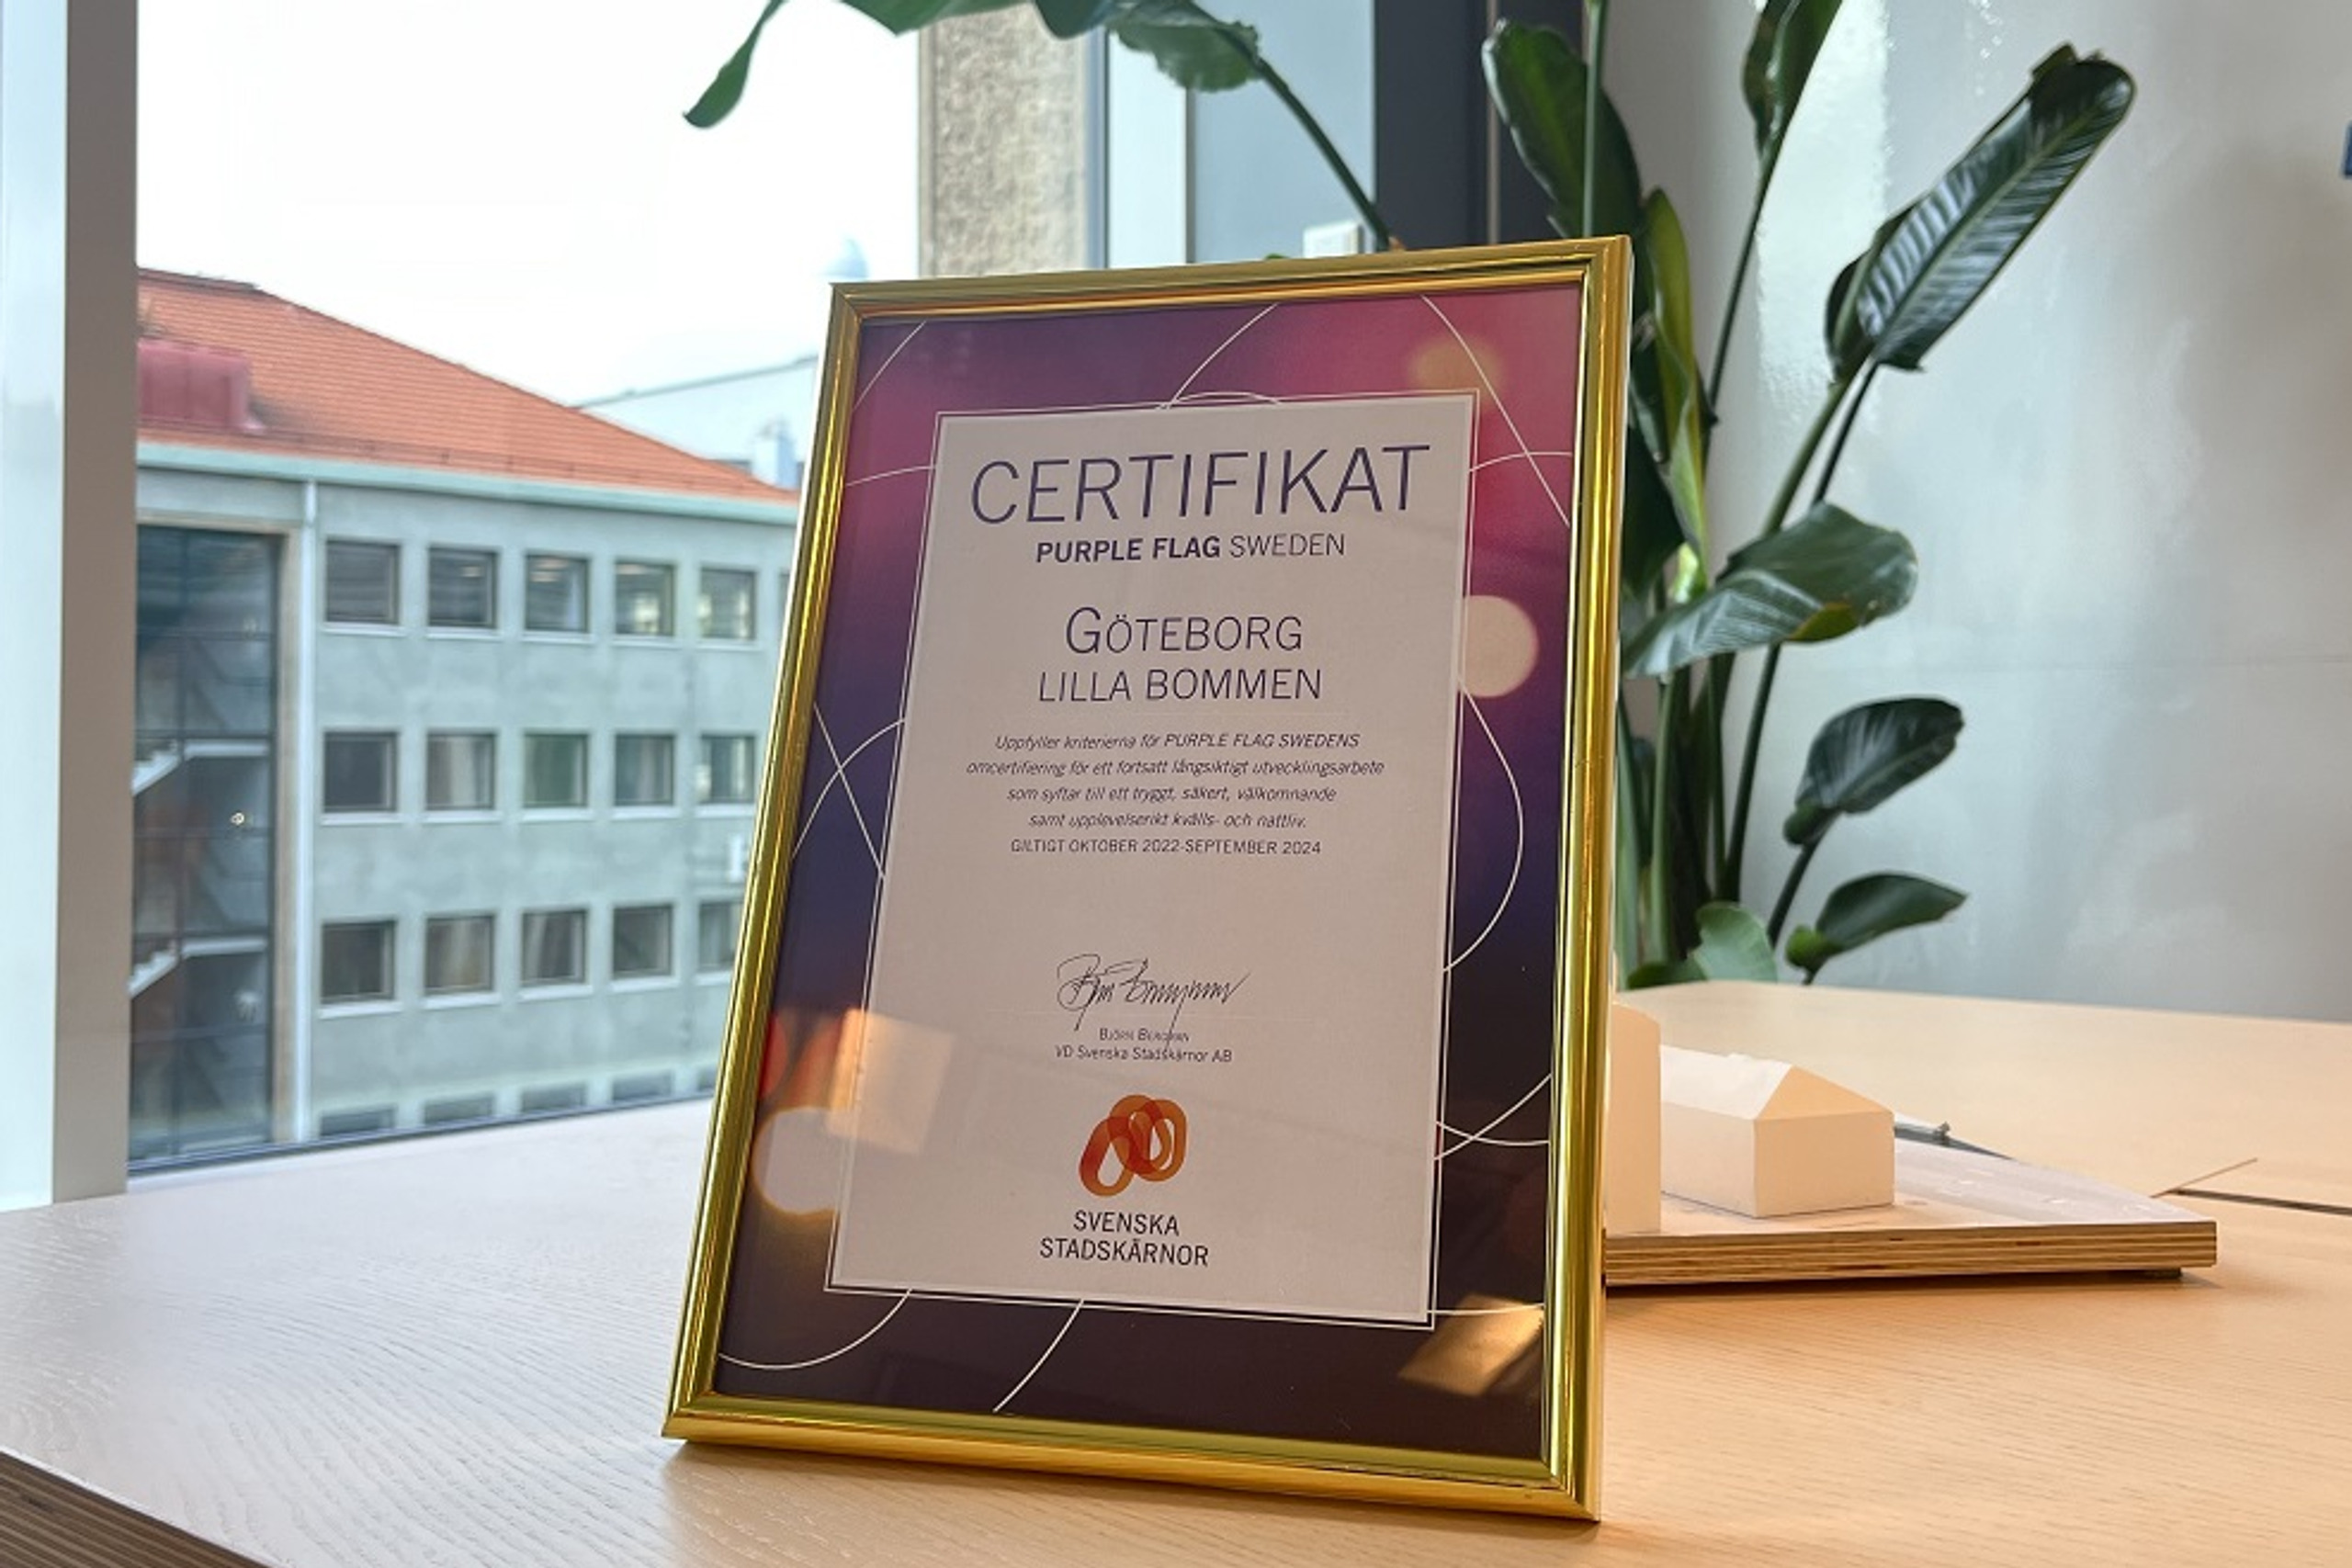 CERTIFIKAT
PURPLE FLAG SWEDEN
GÖTEBORG
LILLA BOMMEN
Uppfyller kriterierna för PURPLE FLAG SWEDENS
omcertifiering för ett fortsatt långsiktigt utvecklingsarbete
som syftar till ett tryggt, säkert, välkomnande
samt upplevelserikt kvälls- och nattliv.
GILTIGT OKTOBER 2022-SEPTEMBER 2024
BJÖRN BERGMAN
VD Svenska Stadskärnor AB
SVENSKA
STADSKÄRNOR